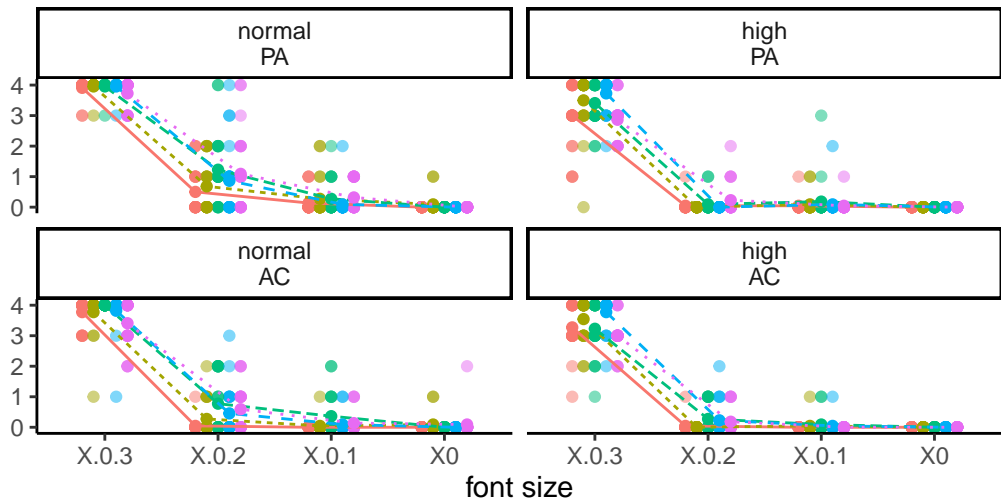 normal
PA
high
PA
4
3
2
1
0
normal
AC
high
AC
4
3
2
1
0
X.0.3 X.0.2 X.0.1 X0
X.0.3 X.0.2 X.0.1 X0
font size